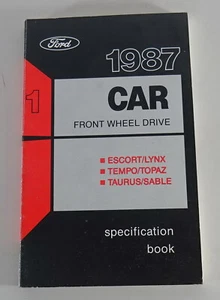 Ford
1987
1
CAR
FRONT WHEEL DRIVE
ESCORT/LYNX
TEMPO/TOPAZ
TAURUS/SABLE
specification
book